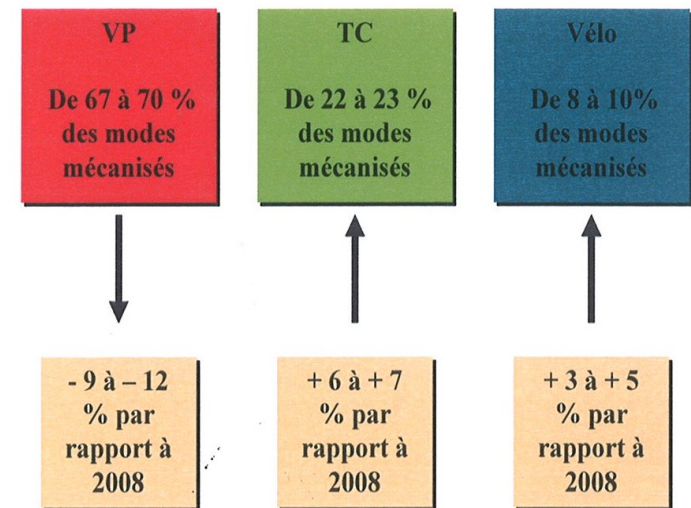 VP
De 67 à 70 %
des modes
mécanisés
TC
De 22 à 23 %
des modes
mécanisés
Vélo
De 8 à 10%
des modes
mécanisés
- 9 à – 12
% par
rapport à
2008
+ 6 à + 7
% par
rapport à
2008
+ 3 à + 5
% par
rapport à
2008